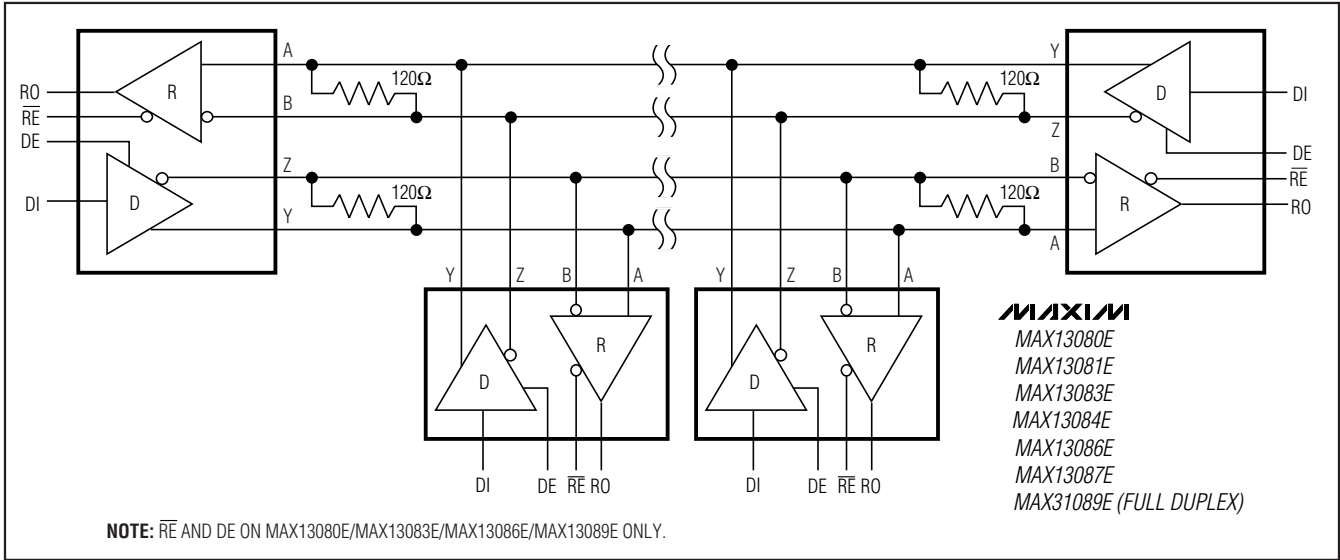 A
Y
120Ω
120Ω
RO
R
D
DI
RE
B
Z
DE
DE
Z
B
RE
120Ω
120Ω
DI
D
R
RO
Y
A
Y
Z
B
A
Y
Z
B
A
MAXIM
MAX13080E
MAX13081E
MAX13083E
MAX13084E
MAX13086E
MAX13087E
MAX31089E (FULL DUPLEX)
D
R
D
R
DI
DE
RE
RO
DI
DE
RE
RO
NOTE: RE AND DE ON MAX13080E/MAX13083E/MAX13086E/MAX13089E ONLY.